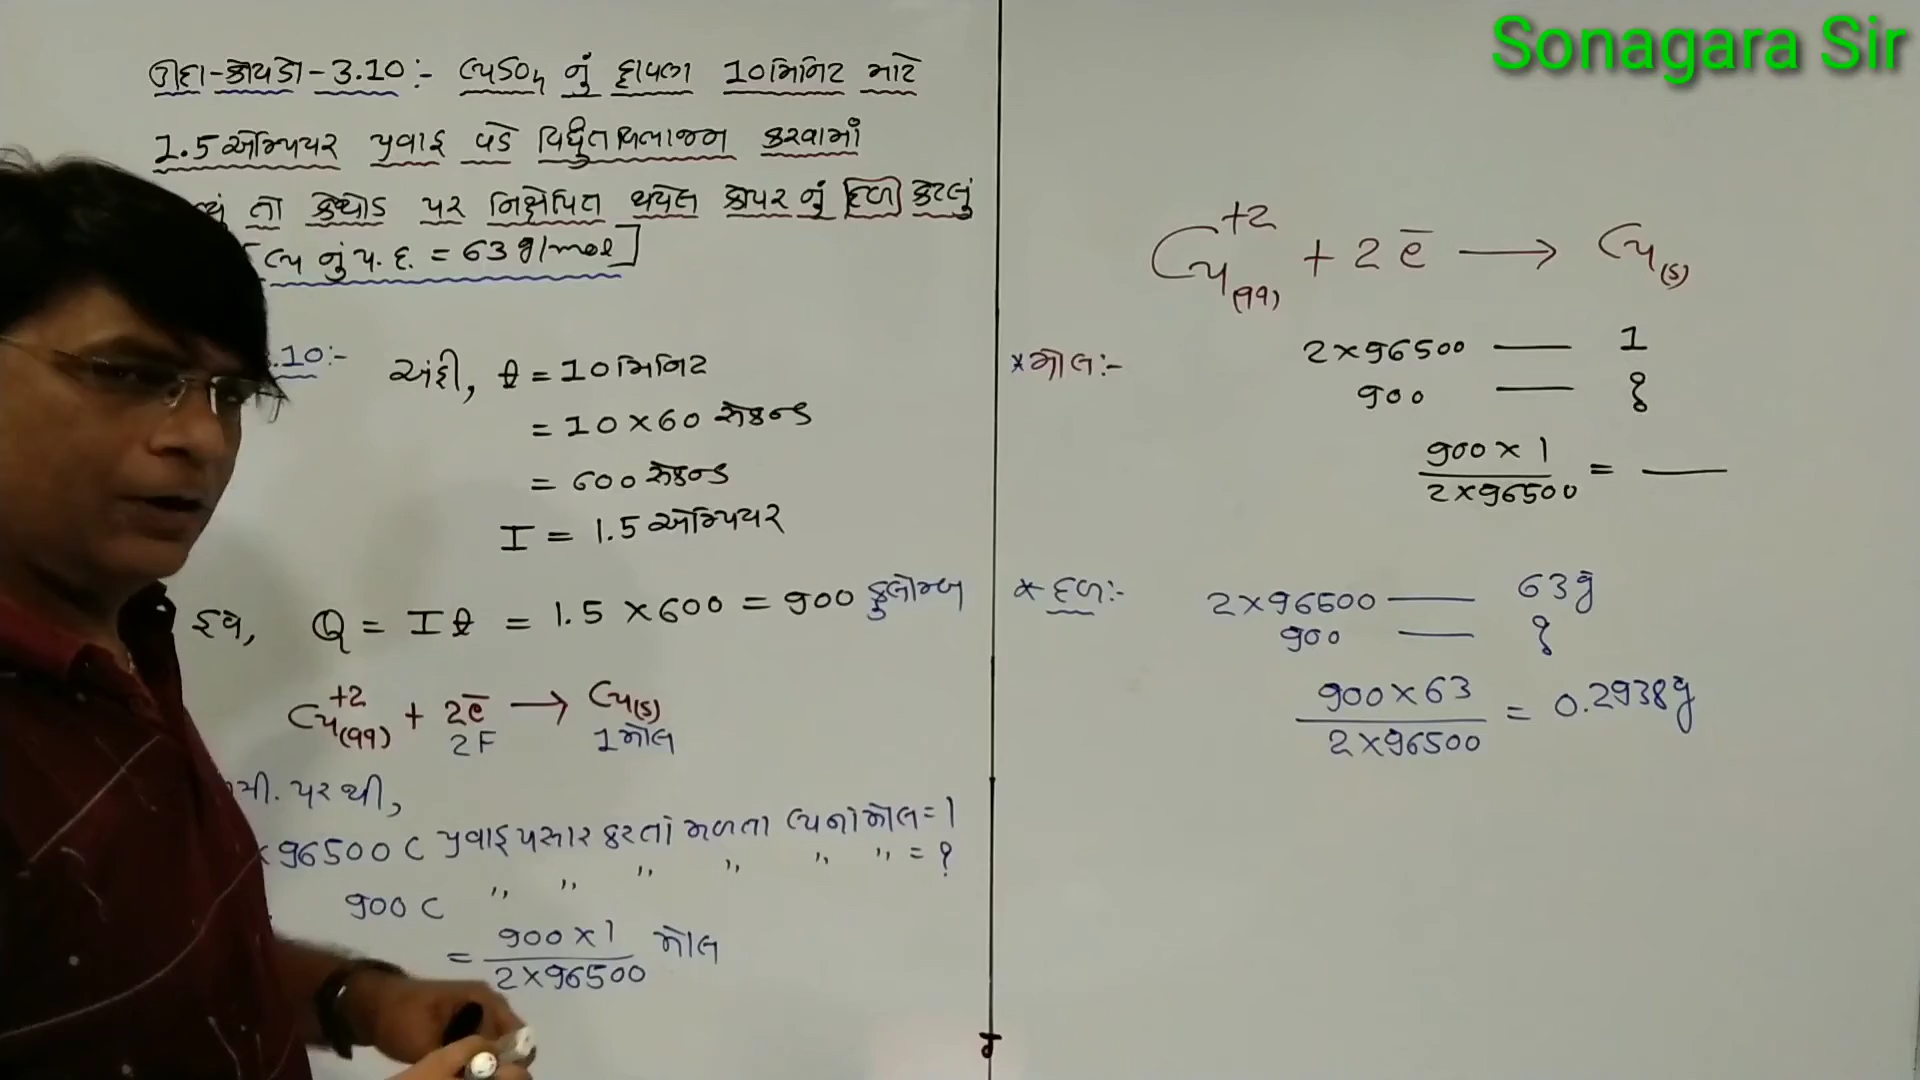 Sonagara Sir
ઉદા-કોયડો-3.10:- CuSO4 નું દ્રાવણ 10 મિનિટ માટે
1.5 એમ્પિયર પ્રવાહ વડે વિદ્યુતવિભાજન કરવામાં
તો કેથોડ પર નિક્ષેપિત થયેલ કોપર નું દળ કેટલું
[Cu નું પ. દ. = 63 g/mol]
.10:- અહીં, t = 10 મિનિટ
= 10 × 60 સેકન્ડ
= 600 સેકન્ડ
I = 1.5 એમ્પિયર
હવે, Q = It = 1.5 × 600 = 900 કુલોમ્બ
Cu+2(aq) + 2e̅ → Cu(s)
2F 1 મોલ
મી. પરથી,
× 96500 C પ્રવાહ પસાર કરતાં મળતા Cu ના મોલ = 1
900 C ,, ,, ,, ,, ,, ,, = ?
= 900 × 1 / 2 × 96500 મોલ
Cu+2(aq) + 2e̅ → Cu(s)
* મોલ:- 2 × 96500 — 1
900 — ?
900 × 1 / 2 × 96500 = —
* દળ:- 2 × 96500 — 63g
900 — ?
900 × 63 / 2 × 96500 = 0.2938g